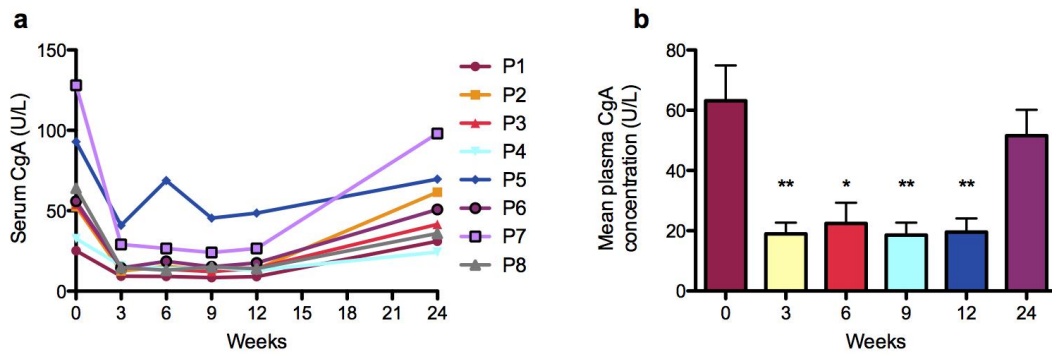 a
150
100
50
0
Serum CgA (U/L)
0 3 6 9 12 15 18 21 24
Weeks
P1
P2
P3
P4
P5
P6
P7
P8
b
80
60
40
20
0
Mean plasma CgA
concentration (U/L)
** * ** **
0 3 6 9 12 24
Weeks